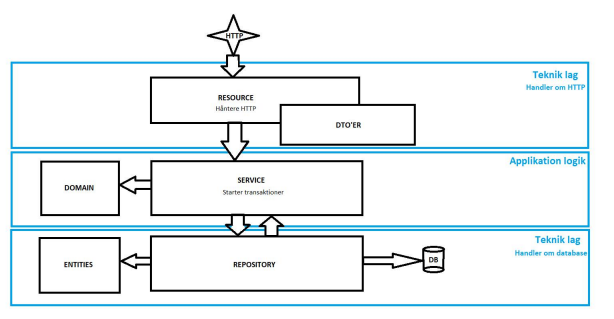 HTTP
Teknik lag
Handler om HTTP
RESOURCE
Håntere HTTP
DTO'ER
Applikation logik
DOMAIN
SERVICE
Starter transaktioner
Teknik lag
Handler om database
ENTITIES
REPOSITORY
DB